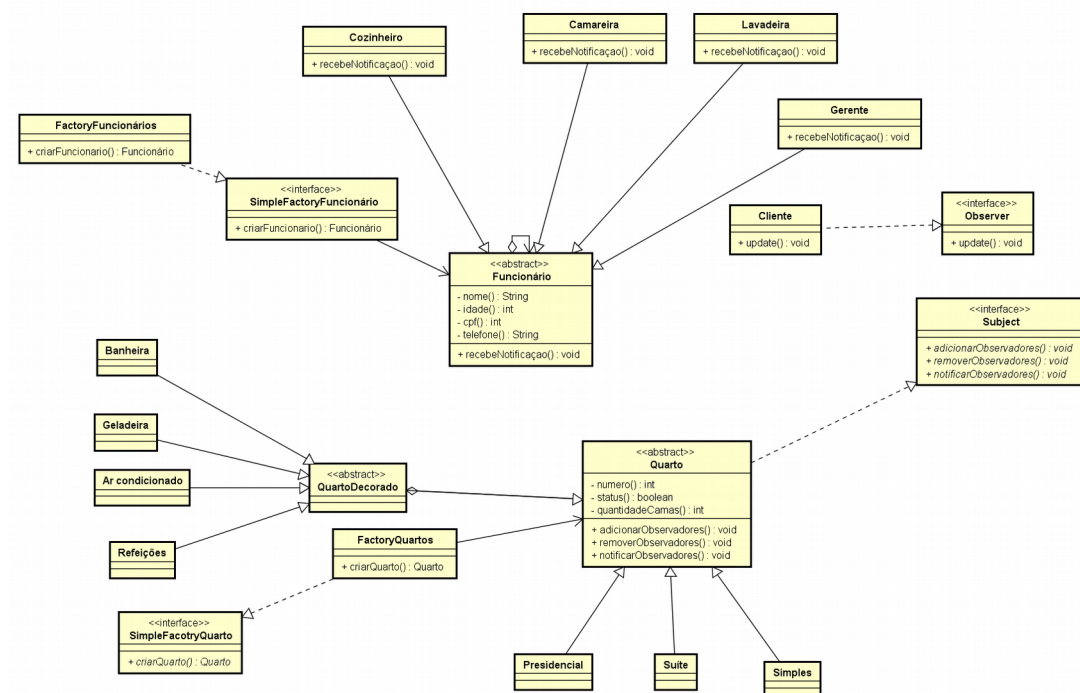 Cozinheiro
+ recebeNotificaçao() : void
Camareira
+ recebeNotificaçao() : void
Lavadeira
+ recebeNotificaçao() : void
Gerente
+ recebeNotificaçao() : void
FactoryFuncionários
+ criarFuncionario() : Funcionário
<<interface>>
SimpleFactoryFuncionário
+ criarFuncionario() : Funcionário
Cliente
+ update() : void
<<interface>>
Observer
+ update() : void
<<abstract>>
Funcionário
- nome() : String
- idade() : int
- cpf() : int
- telefone() : String
+ recebeNotificaçao() : void
<<interface>>
Subject
+ adicionarObservadores() : void
+ removerObservadores() : void
+ notificarObservadores() : void
Banheira
Geladeira
Ar condicionado
Refeições
<<abstract>>
QuartoDecorado
<<abstract>>
Quarto
- numero() : int
- status() : boolean
- quantidadeCamas() : int
+ adicionarObservadores() : void
+ removerObservadores() : void
+ notificarObservadores() : void
FactoryQuartos
+ criarQuarto() : Quarto
<<interface>>
SimpleFacotryQuarto
+ criarQuarto() : Quarto
Presidencial
Suíte
Simples